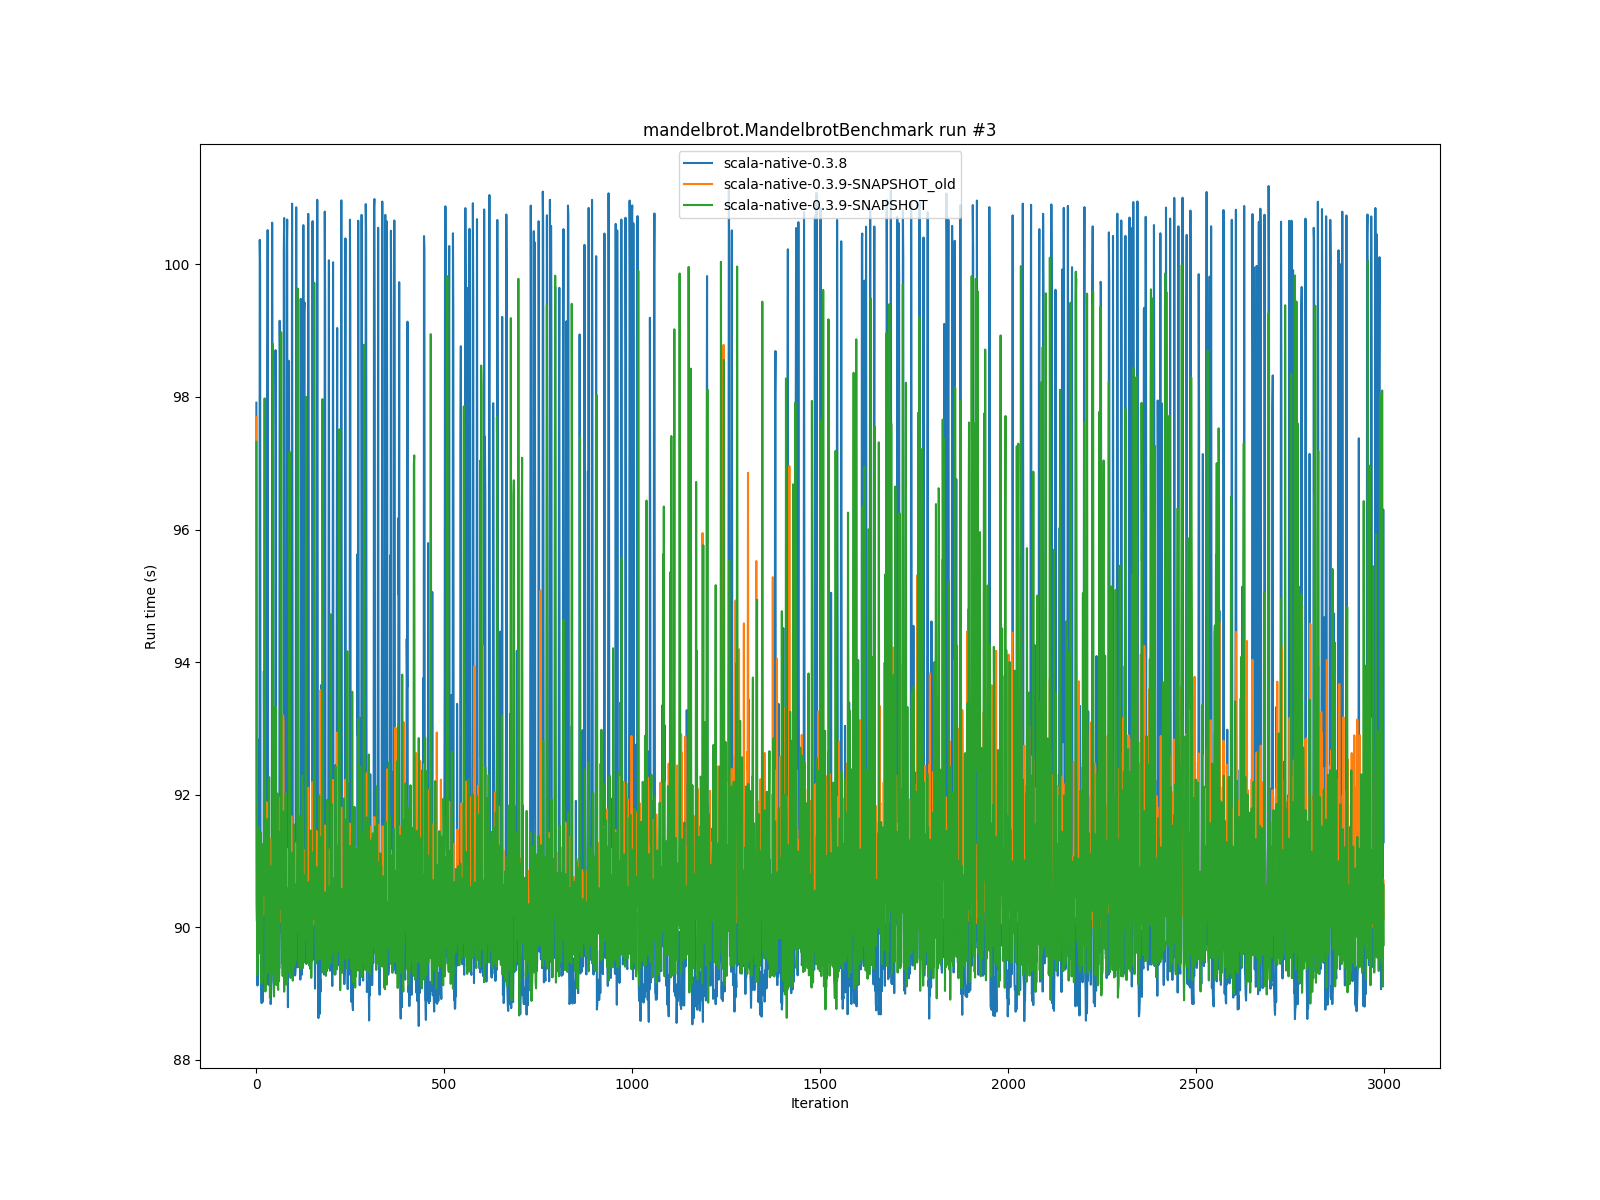 mandelbrot.MandelbrotBenchmark run #3
scala-native-0.3.8
scala-native-0.3.9-SNAPSHOT_old
scala-native-0.3.9-SNAPSHOT
Run time (s)
100
98
96
94
92
90
88
0 500 1000 1500 2000 2500 3000
Iteration